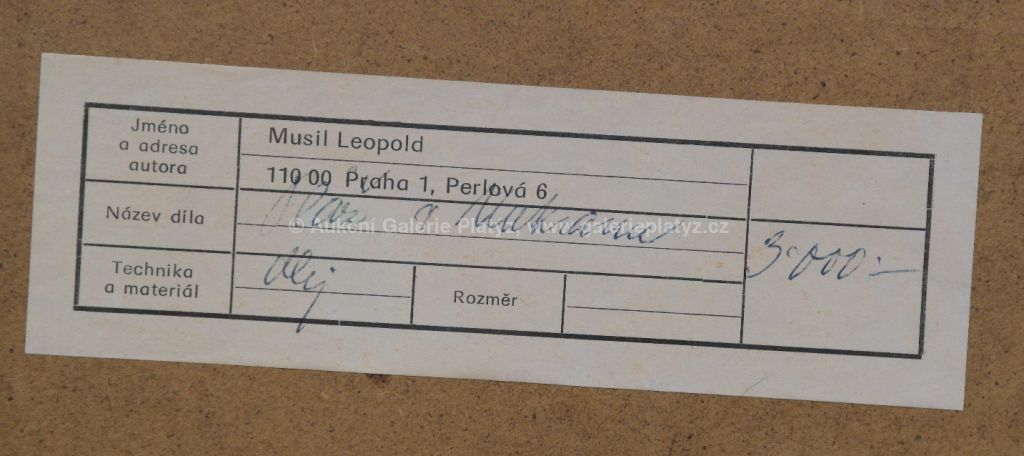 Jméno
a adresa
autora
Musil Leopold
110 00 Praha 1, Perlová 6
Název díla
a
© Aukční Galerie Platýz - www.galerieplatyz.cz
3.000.-
Technika
a materiál
Olej
Rozměr